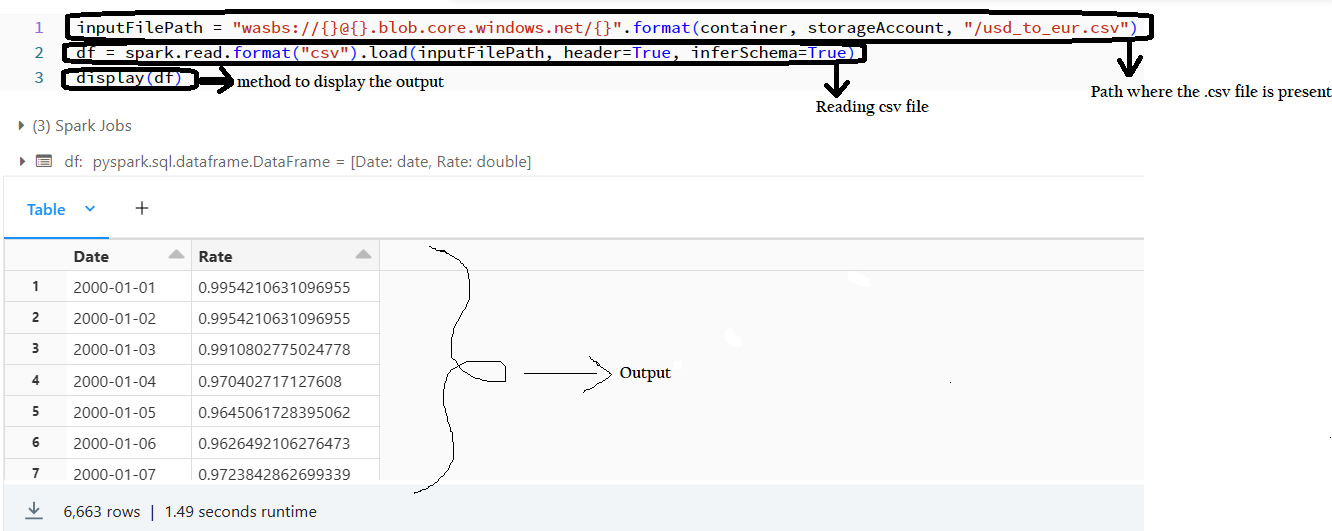 1 inputFilePath = "wasbs://{}@{}.blob.core.windows.net/{}".format(container, storageAccount, "/usd_to_eur.csv")
2 df = spark.read.format("csv").load(inputFilePath, header=True, inferSchema=True)
3 display(df)
method to display the output
Reading csv file
Path where the .csv file is present
(3) Spark Jobs
df: pyspark.sql.dataframe.DataFrame = [Date: date, Rate: double]
Table +
Date Rate
1 2000-01-01 0.9954210631096955
2 2000-01-02 0.9954210631096955
3 2000-01-03 0.9910802775024778
4 2000-01-04 0.970402717127608
5 2000-01-05 0.9645061728395062
6 2000-01-06 0.9626492106276473
7 2000-01-07 0.9723842862699339
Output
6,663 rows | 1.49 seconds runtime